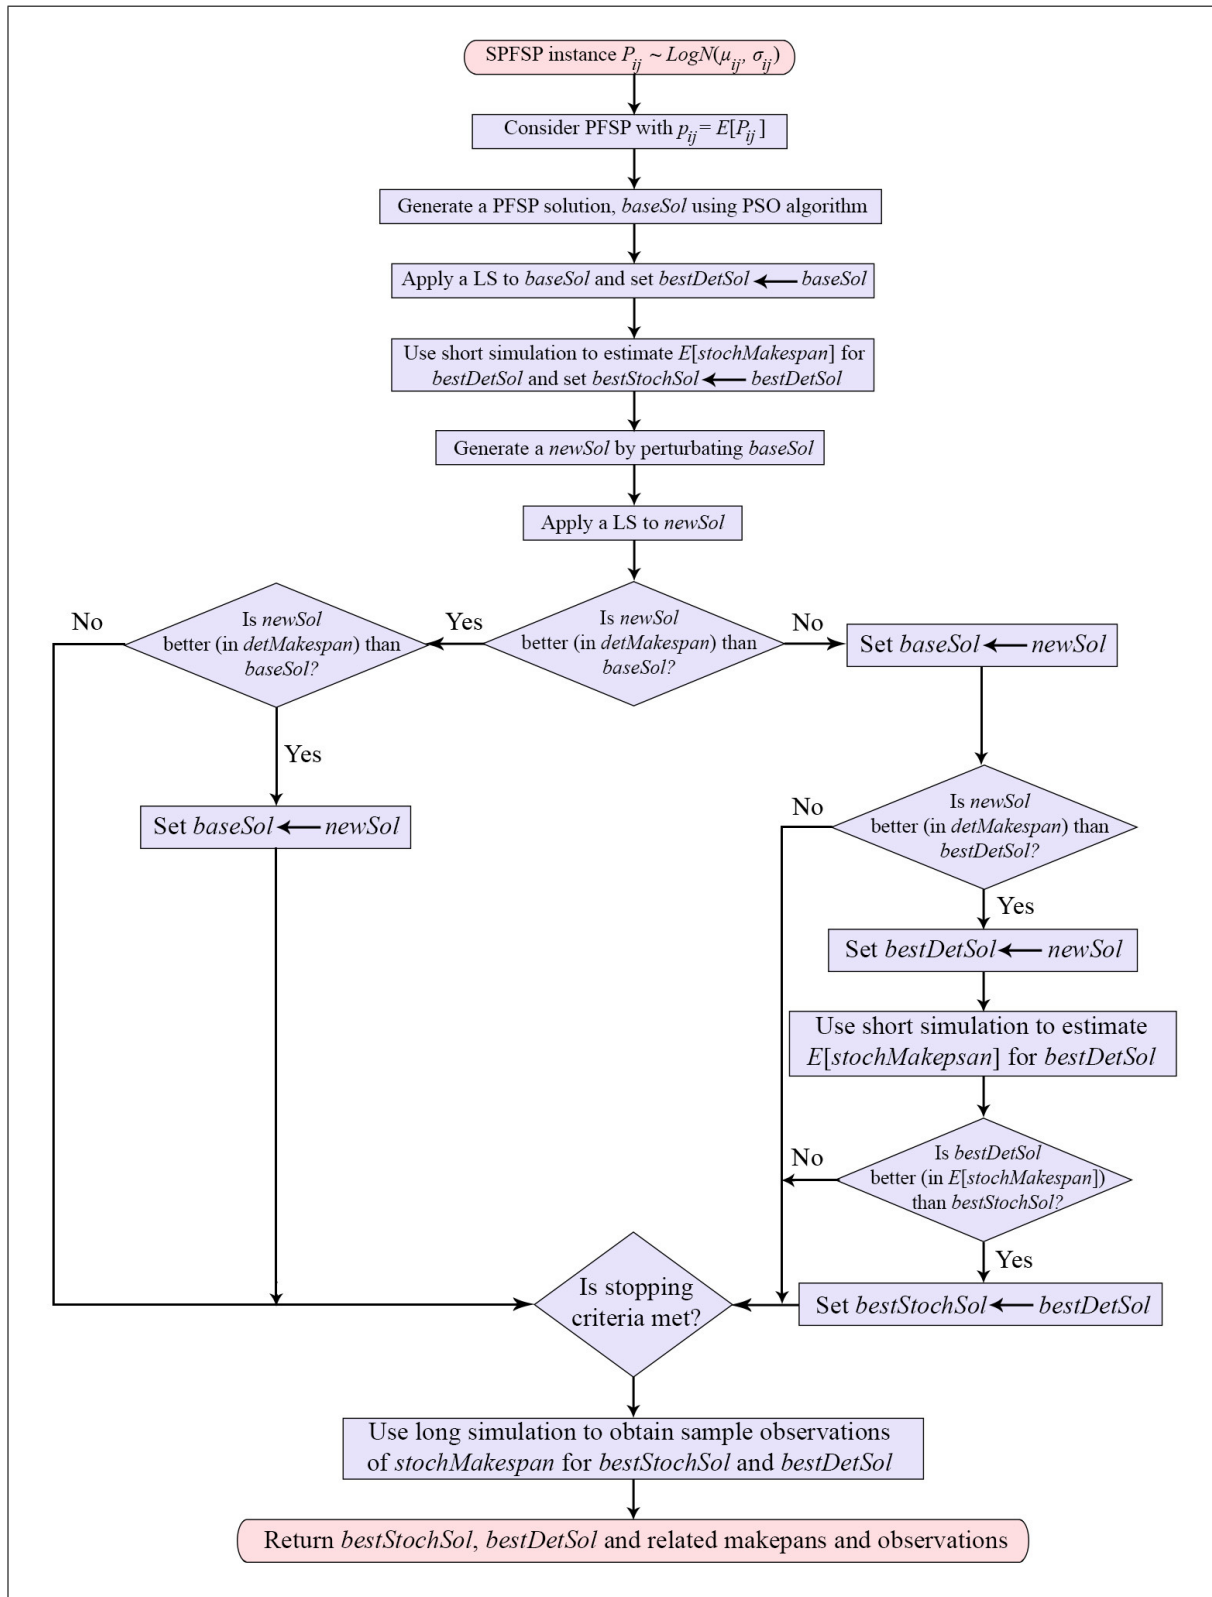 SPFSP instance P_ij ~ LogN(μ_ij, σ_ij)
Consider PFSP with p_ij = E[P_ij]
Generate a PFSP solution, baseSol using PSO algorithm
Apply a LS to baseSol and set bestDetSol ← baseSol
Use short simulation to estimate E[stochMakespan] for
bestDetSol and set bestStochSol ← bestDetSol
Generate a newSol by perturbating baseSol
Apply a LS to newSol
Is newSol
better (in detMakespan) than
baseSol?
Yes
No
Is newSol
better (in detMakespan) than
baseSol?
No
Yes
Set baseSol ← newSol
Set baseSol ← newSol
Is newSol
better (in detMakespan) than
bestDetSol?
No
Yes
Set bestDetSol ← newSol
Use short simulation to estimate
E[stochMakepsan] for bestDetSol
Is bestDetSol
better (in E[stochMakespan])
than bestStochSol?
No
Yes
Set bestStochSol ← bestDetSol
Is stopping
criteria met?
Use long simulation to obtain sample observations
of stochMakespan for bestStochSol and bestDetSol
Return bestStochSol, bestDetSol and related makepans and observations